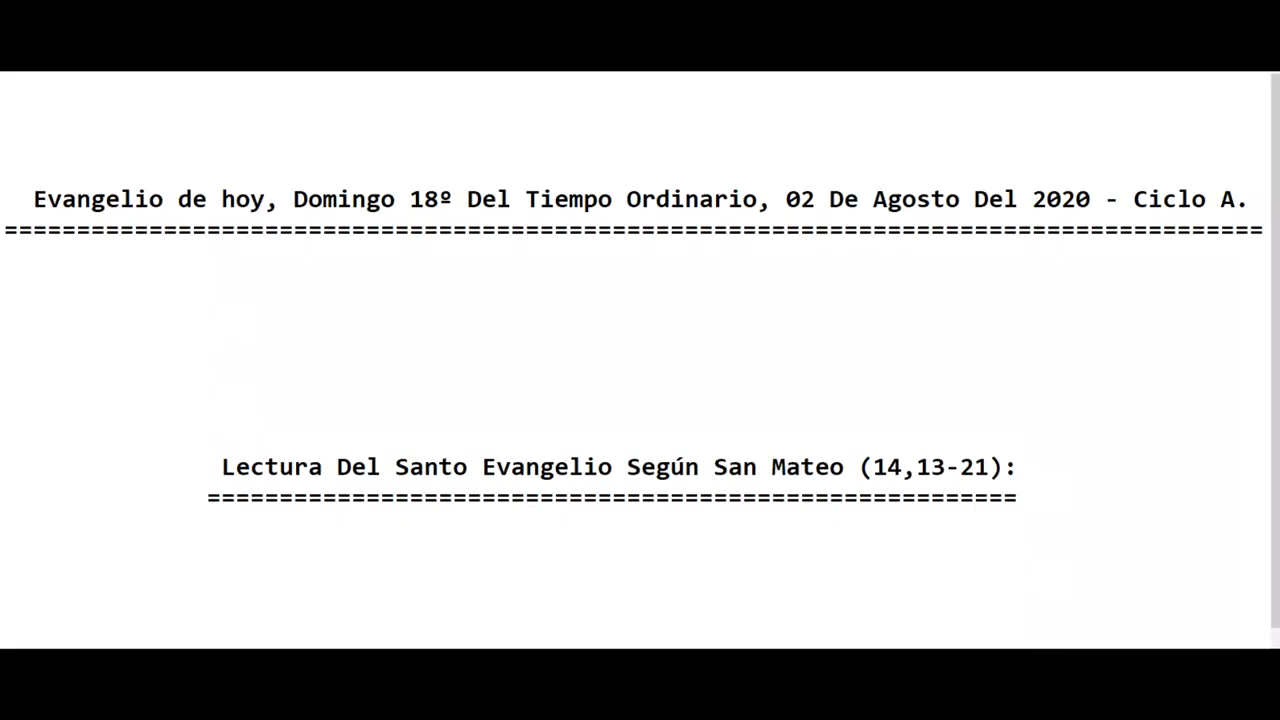 Evangelio de hoy, Domingo 18º Del Tiempo Ordinario, 02 De Agosto Del 2020 - Ciclo A.
=======================================================================================
Lectura Del Santo Evangelio Según San Mateo (14,13-21):
========================================================